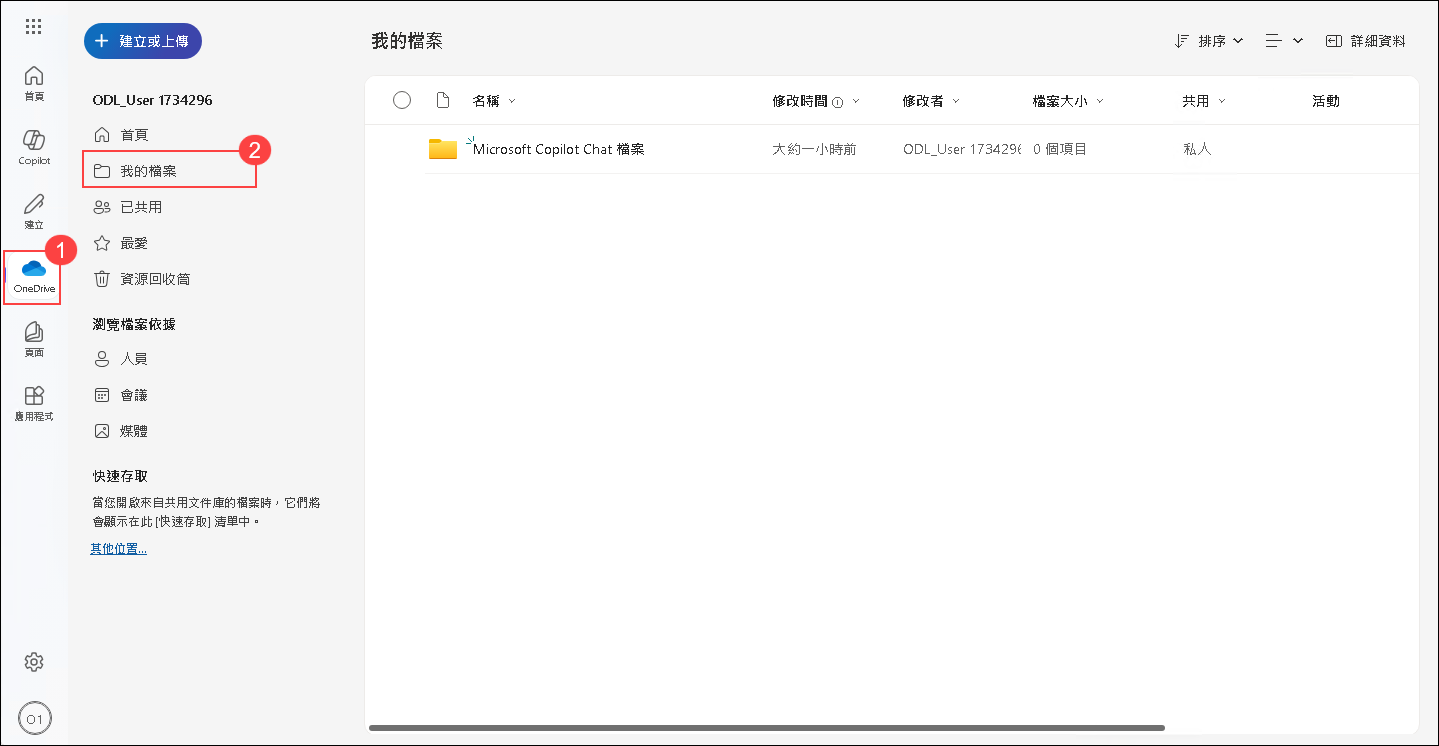 首頁
Copilot
建立
1
OneDrive
頁面
應用程式
O1
建立或上傳
ODL_User 1734296
首頁
2
我的檔案
已共用
最愛
資源回收筒
瀏覽檔案依據
人員
會議
媒體
快速存取
當您開啟來自共用文件庫的檔案時，它們將
會顯示在此 [快速存取] 清單中。
其他位置...
我的檔案
排序
詳細資料
名稱 修改時間 修改者 檔案大小 共用 活動
Microsoft Copilot Chat 檔案 大約一小時前 ODL_User 1734296 0 個項目 私人